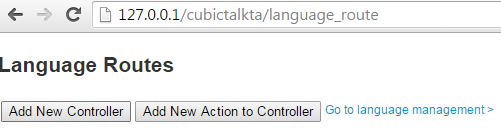 127.0.0.1/cubictalkta/language_route
Language Routes
Add New Controller Add New Action to Controller Go to language management >